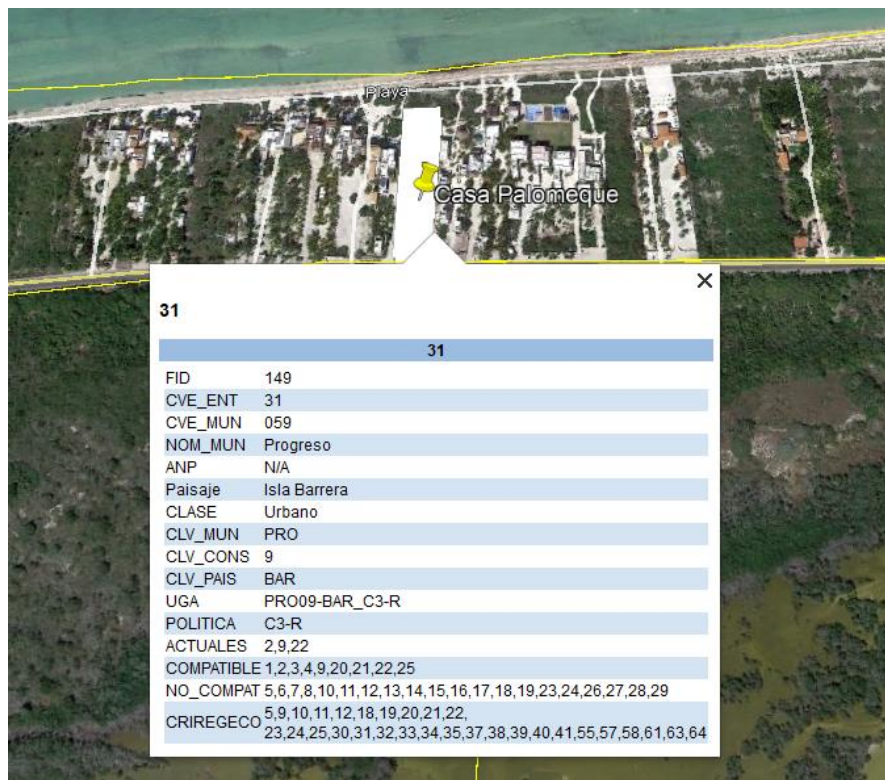 Playa
Casa Palomeque
31
31
FID 149
CVE_ENT 31
CVE_MUN 059
NOM_MUN Progreso
ANP N/A
Paisaje Isla Barrera
CLASE Urbano
CLV_MUN PRO
CLV_CONS 9
CLV_PAIS BAR
UGA PRO09-BAR_C3-R
POLITICA C3-R
ACTUALES 2,9,22
COMPATIBLE 1,2,3,4,9,20,21,22,25
NO_COMPAT 5,6,7,8,10,11,12,13,14,15,16,17,18,19,23,24,26,27,28,29
CRIREGECO 5,9,10,11,12,18,19,20,21,22,
23,24,25,30,31,32,33,34,35,37,38,39,40,41,55,57,58,61,63,64